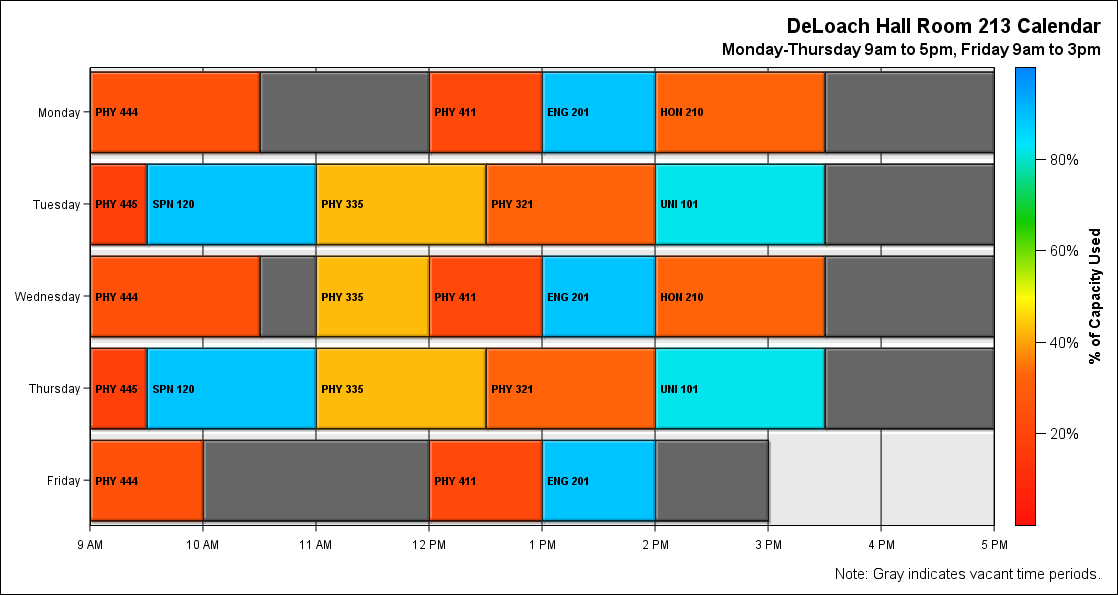 DeLoach Hall Room 213 Calendar
Monday-Thursday 9am to 5pm, Friday 9am to 3pm
Monday
PHY 444
PHY 411
ENG 201
HON 210
Tuesday
PHY 445
SPN 120
PHY 335
PHY 321
UNI 101
Wednesday
PHY 444
PHY 335
PHY 411
ENG 201
HON 210
Thursday
PHY 445
SPN 120
PHY 335
PHY 321
UNI 101
Friday
PHY 444
PHY 411
ENG 201
9 AM
10 AM
11 AM
12 PM
1 PM
2 PM
3 PM
4 PM
5 PM
80%
60%
40%
20%
% of Capacity Used
Note: Gray indicates vacant time periods.